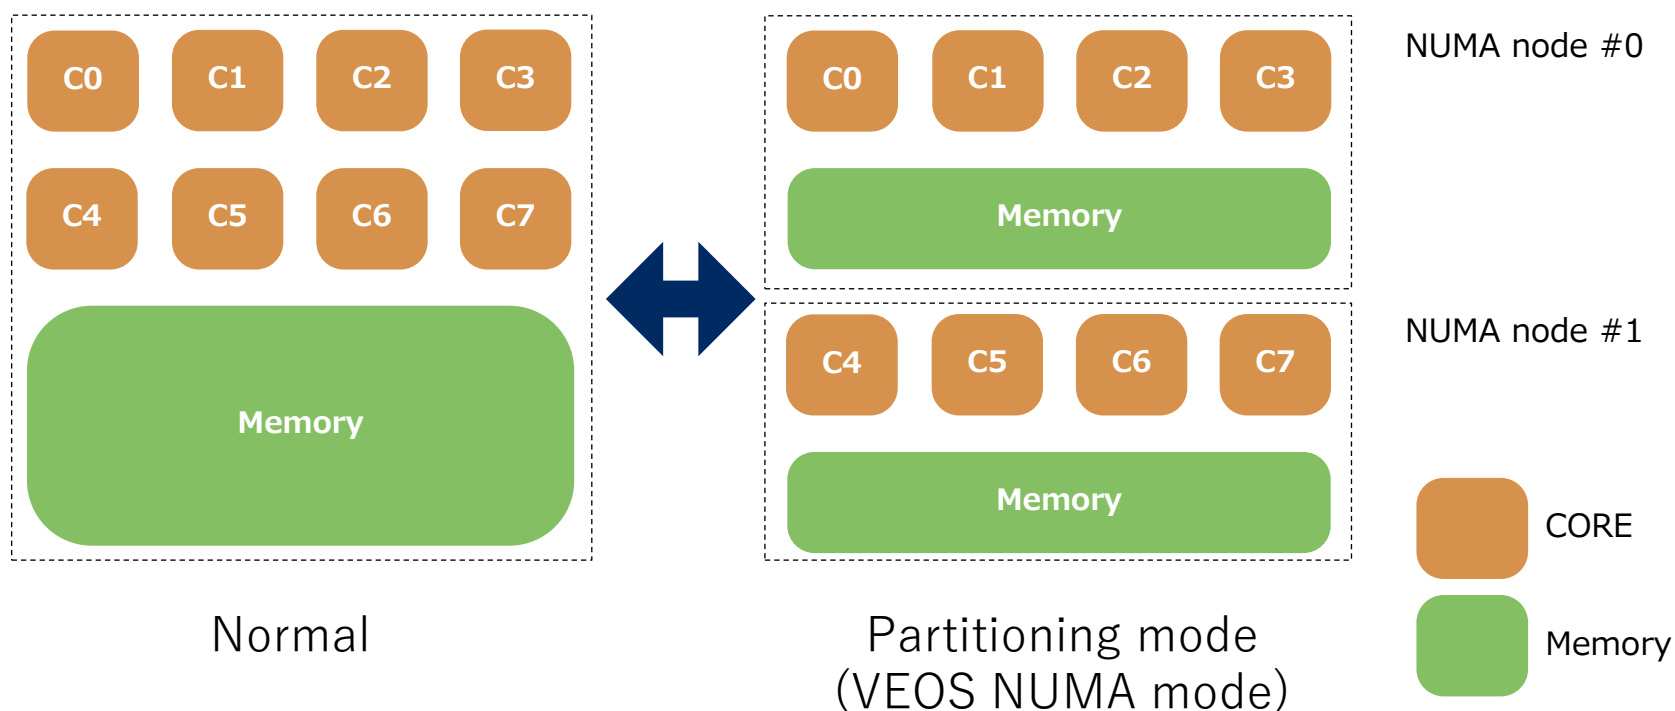 C0 C1 C2 C3
C4 C5 C6 C7
Memory
Normal
C0 C1 C2 C3
Memory
NUMA node #0
C4 C5 C6 C7
Memory
NUMA node #1
Partitioning mode
(VEOS NUMA mode)
CORE
Memory